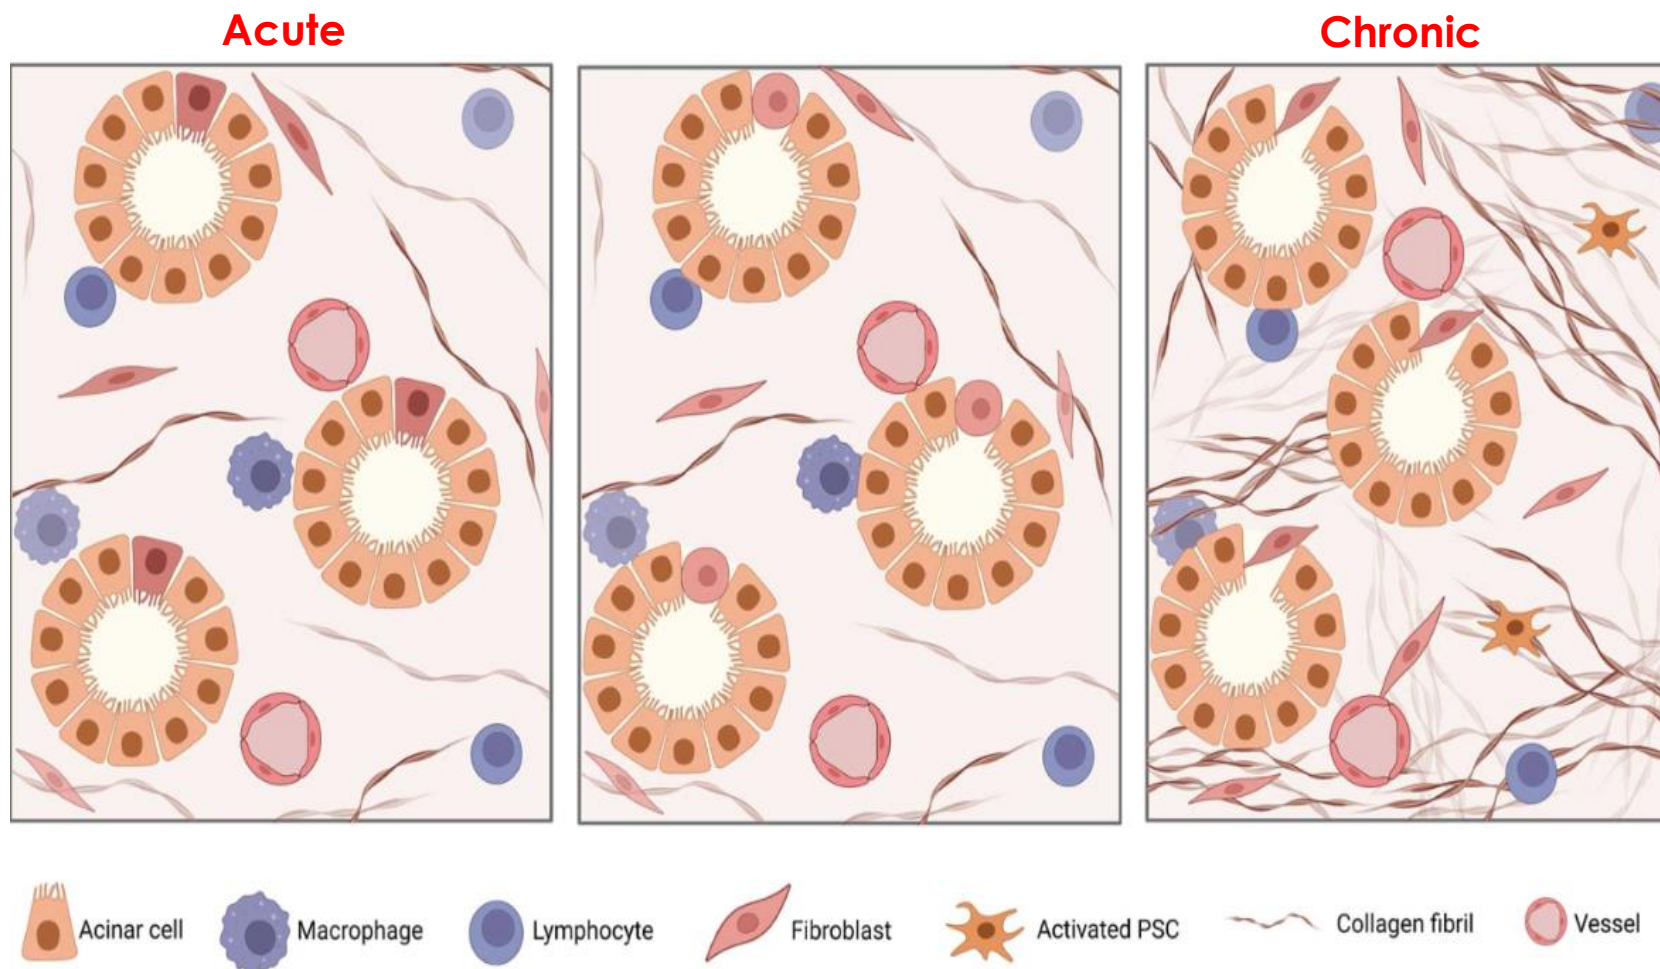 Acute
Chronic
Acinar cell
Macrophage
Lymphocyte
Fibroblast
Activated PSC
Collagen fibril
Vessel